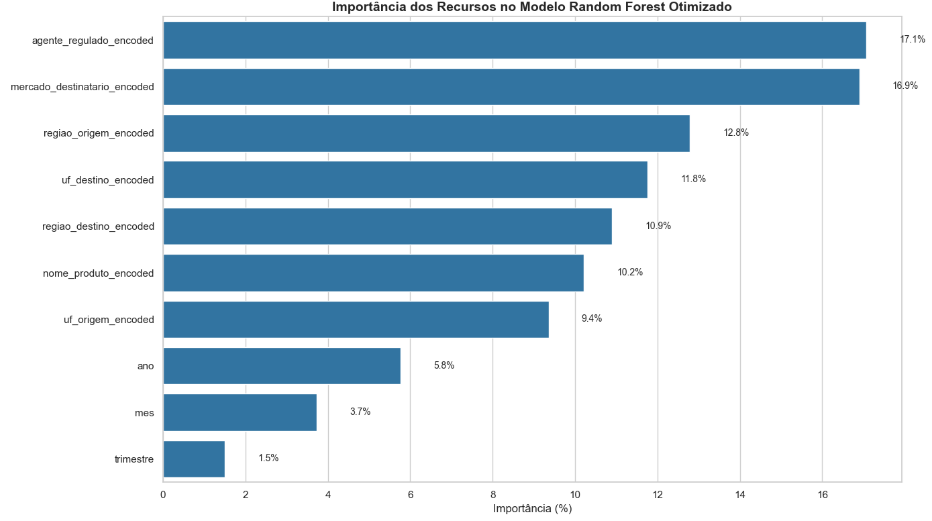 Importância dos Recursos no Modelo Random Forest Otimizado
agente_regulado_encoded 17.1%
mercado_destinatario_encoded 16.9%
regiao_origem_encoded 12.8%
uf_destino_encoded 11.8%
regiao_destino_encoded 10.9%
nome_produto_encoded 10.2%
uf_origem_encoded 9.4%
ano 5.8%
mes 3.7%
trimestre 1.5%
0 2 4 6 8 10 12 14 16
Importância (%)